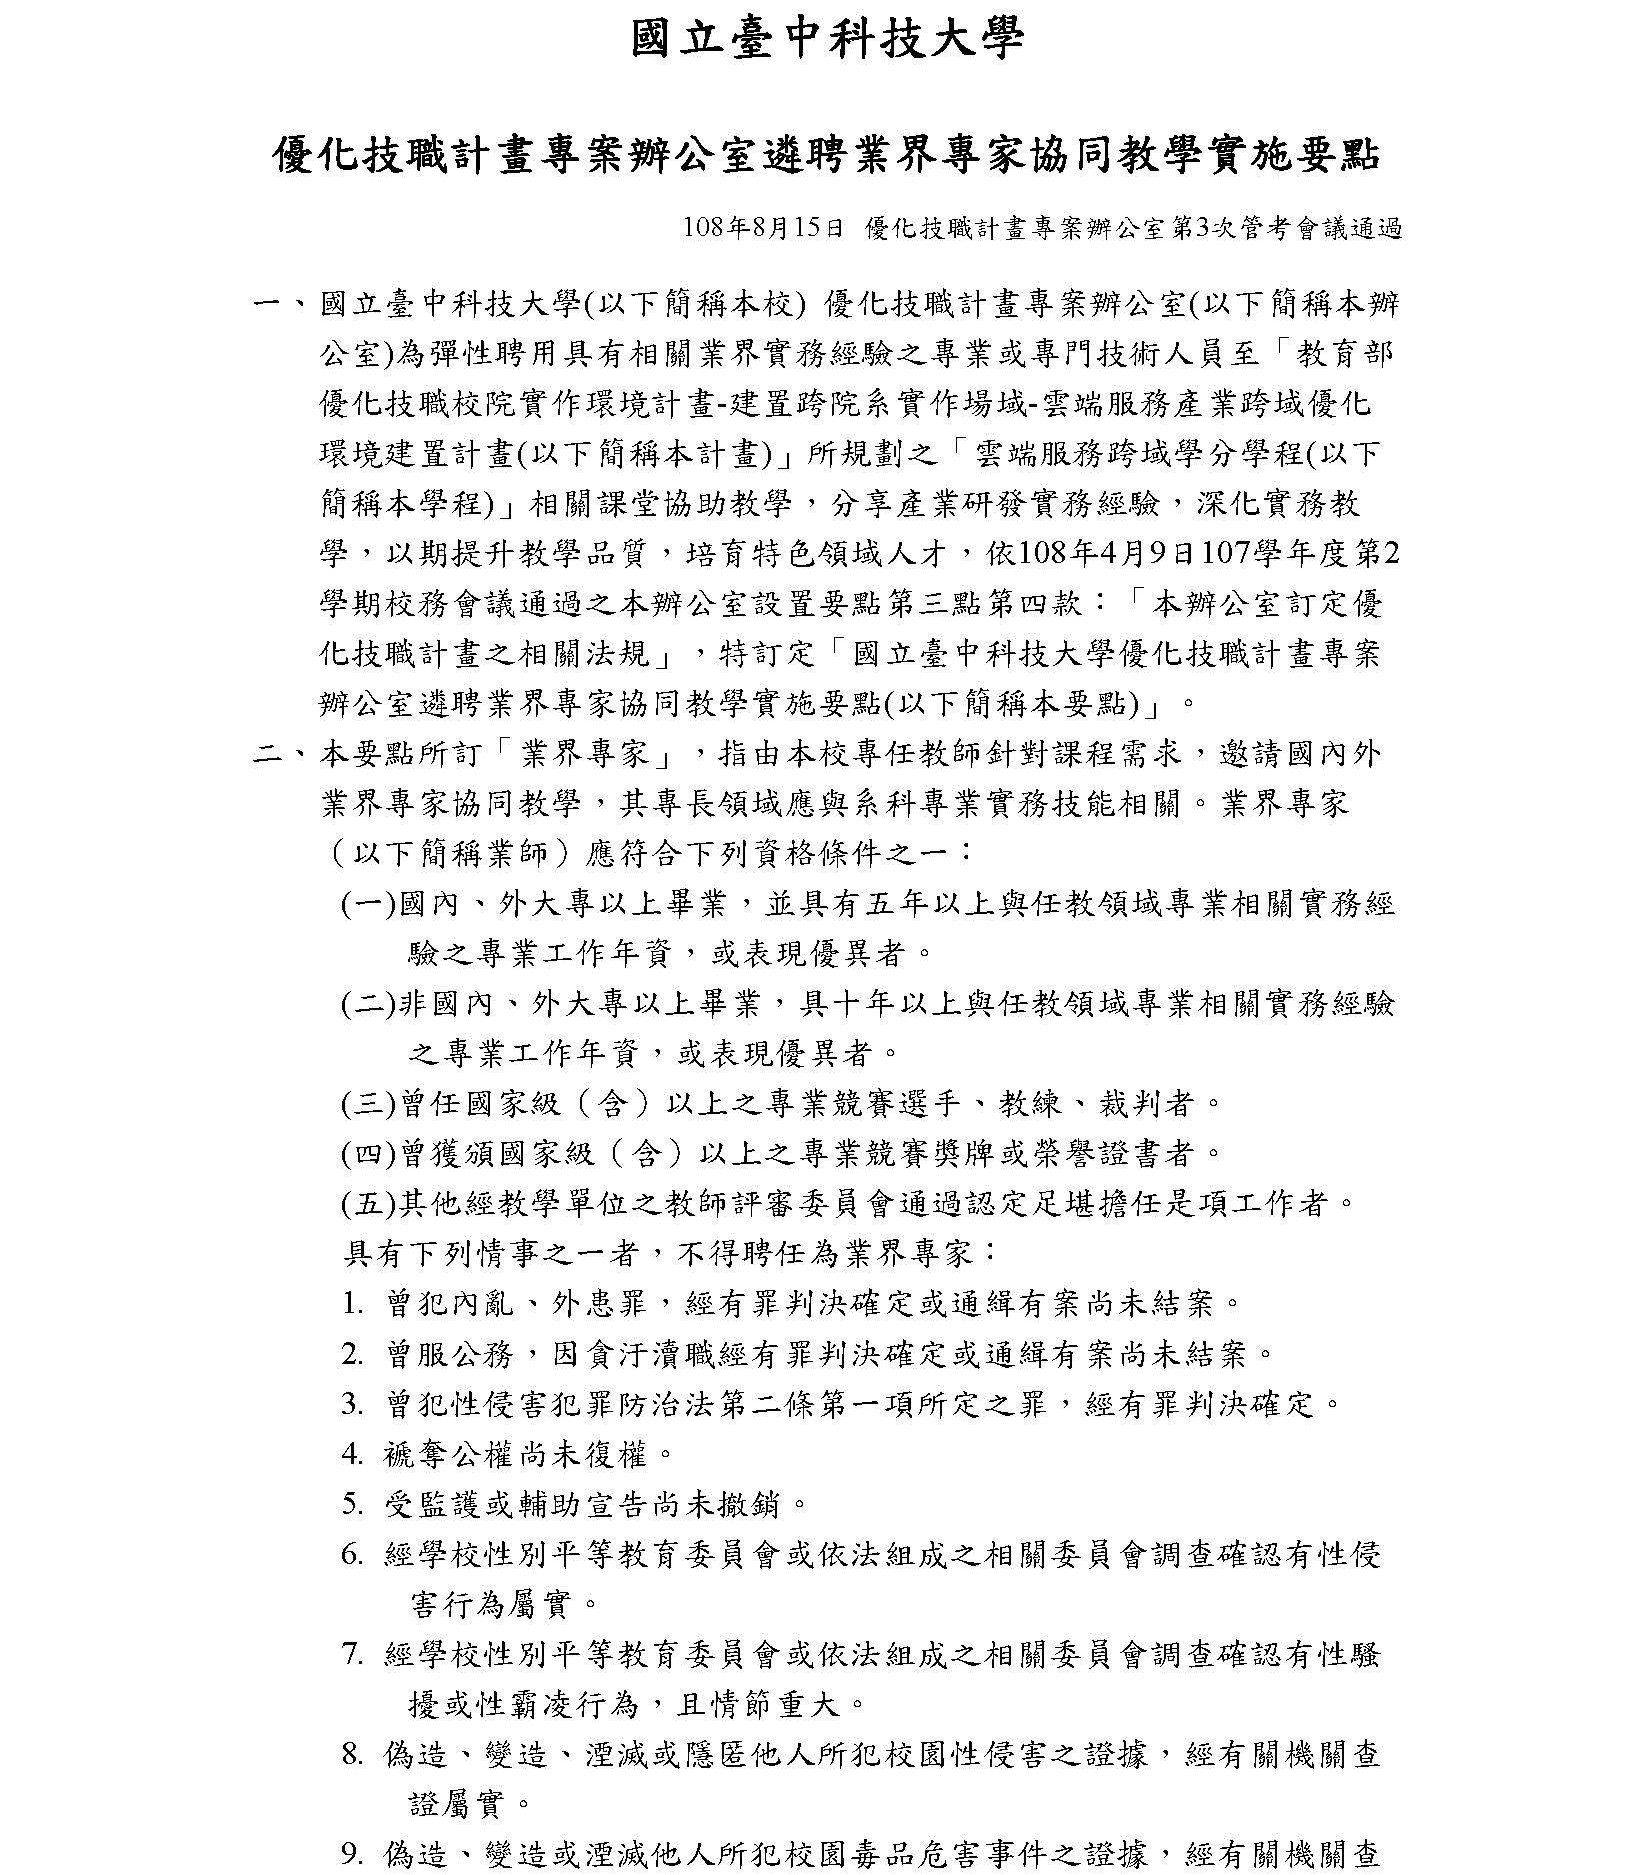 國立臺中科技大學
優化技職計畫專案辦公室遴聘業界專家協同教學實施要點
108年8月15日 優化技職計畫專案辦公室第3次管考會議通過
一、國立臺中科技大學(以下簡稱本校) 優化技職計畫專案辦公室(以下簡稱本辦
公室)為彈性聘用具有相關業界實務經驗之專業或專門技術人員至「教育部
優化技職校院實作環境計畫-建置跨院系實作場域-雲端服務產業跨域優化
環境建置計畫(以下簡稱本計畫)」所規劃之「雲端服務跨域學分學程(以下
簡稱本學程)」相關課堂協助教學，分享產業研發實務經驗，深化實務教
學，以期提升教學品質，培育特色領域人才，依108年4月9日107學年度第2
學期校務會議通過之本辦公室設置要點第三點第四款：「本辦公室訂定優
化技職計畫之相關法規」，特訂定「國立臺中科技大學優化技職計畫專案
辦公室遴聘業界專家協同教學實施要點(以下簡稱本要點)」。
二、本要點所訂「業界專家」，指由本校專任教師針對課程需求，邀請國內外
業界專家協同教學，其專長領域應與系科專業實務技能相關。業界專家
（以下簡稱業師）應符合下列資格條件之一：
(一)國內、外大專以上畢業，並具有五年以上與任教領域專業相關實務經
驗之專業工作年資，或表現優異者。
(二)非國內、外大專以上畢業，具十年以上與任教領域專業相關實務經驗
之專業工作年資，或表現優異者。
(三)曾任國家級（含）以上之專業競賽選手、教練、裁判者。
(四)曾獲頒國家級（含）以上之專業競賽獎牌或榮譽證書者。
(五)其他經教學單位之教師評審委員會通過認定足堪擔任是項工作者。
具有下列情事之一者，不得聘任為業界專家：
1. 曾犯內亂、外患罪，經有罪判決確定或通緝有案尚未結案。
2. 曾服公務，因貪汙瀆職經有罪判決確定或通緝有案尚未結案。
3. 曾犯性侵害犯罪防治法第二條第一項所定之罪，經有罪判決確定。
4. 褫奪公權尚未復權。
5. 受監護或輔助宣告尚未撤銷。
6. 經學校性別平等教育委員會或依法組成之相關委員會調查確認有性侵
害行為屬實。
7. 經學校性別平等教育委員會或依法組成之相關委員會調查確認有性騷
擾或性霸凌行為，且情節重大。
8. 偽造、變造、湮滅或隱匿他人所犯校園性侵害之證據，經有關機關查
證屬實。
9. 偽造、變造或湮滅他人所犯校園毒品危害事件之證據，經有關機關查